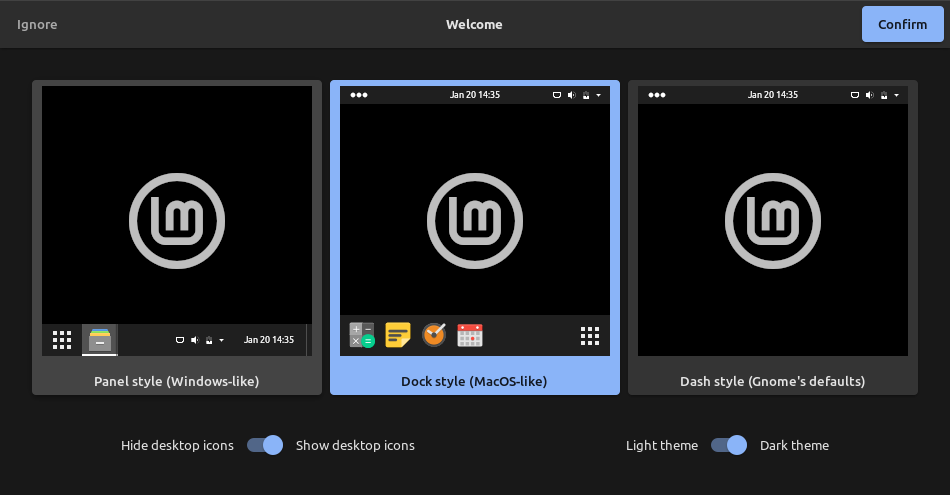 Ignore
Welcome
Confirm
Jan 20 14:35
Panel style (Windows-like)
Jan 20 14:35
Dock style (MacOS-like)
Jan 20 14:35
Dash style (Gnome's defaults)
Hide desktop icons
Show desktop icons
Light theme
Dark theme